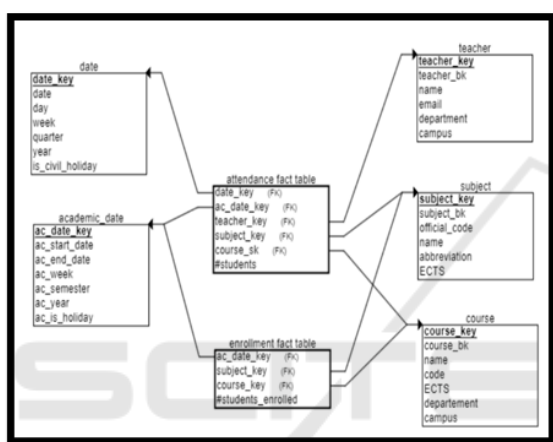 date
date_key
date
day
week
quarter
year
is_civil_holiday
academic_date
ac_date_key
ac_start_date
ac_end_date
ac_week
ac_semester
ac_year
ac_is_holiday
attendance fact table
date_key (FK)
ac_date_key (FK)
teacher_key (FK)
subject_key (FK)
course_sk (FK)
#students
enrollment fact table
ac_date_key (FK)
subject_key (FK)
course_key (FK)
#students_enrolled
teacher
teacher_key
teacher_bk
name
email
department
campus
subject
subject_key
subject_bk
official_code
name
abbreviation
ECTS
course
course_key
course_bk
name
code
ECTS
departement
campus